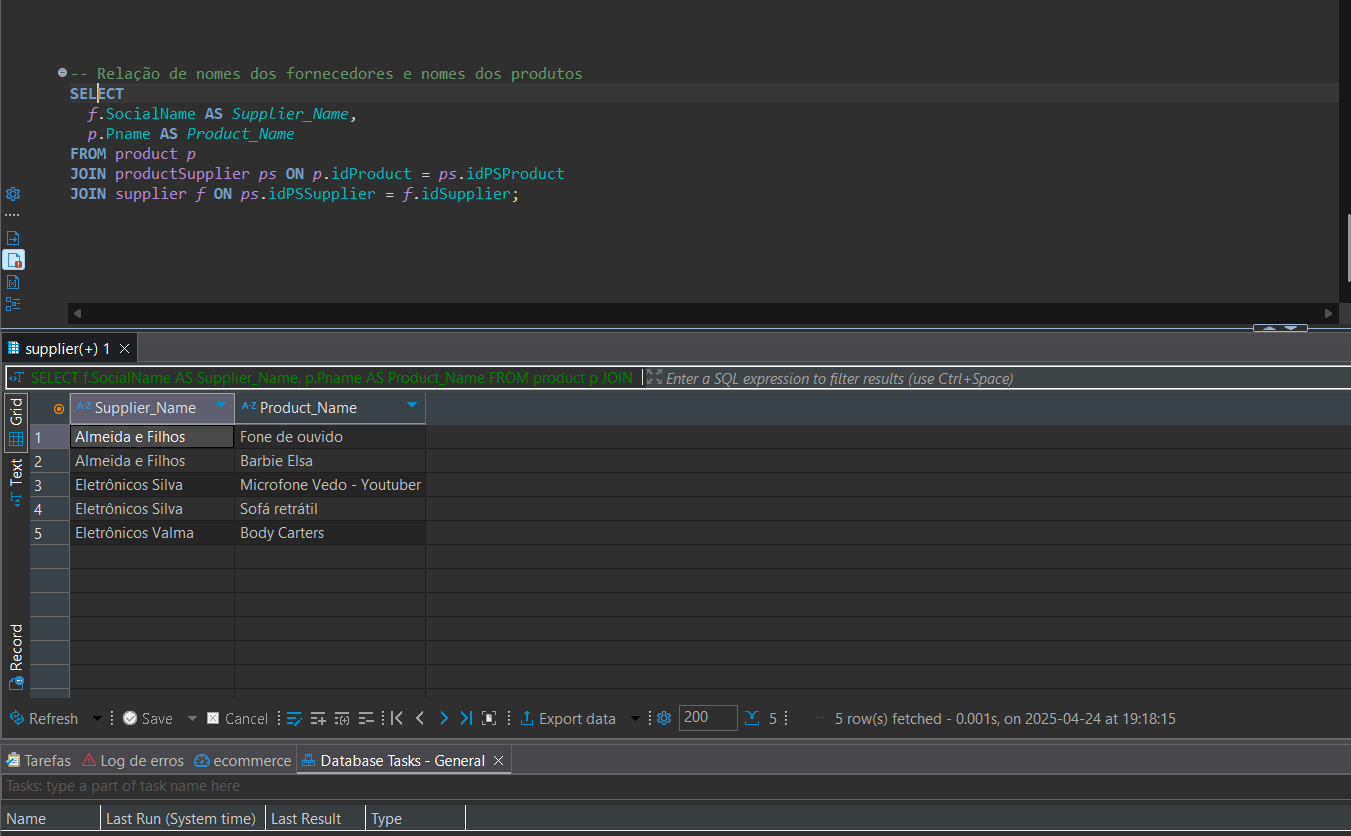 -- Relação de nomes dos fornecedores e nomes dos produtos
SELECT
f.SocialName AS Supplier_Name,
p.Pname AS Product_Name
FROM product p
JOIN productSupplier ps ON p.idProduct = ps.idPSProduct
JOIN supplier f ON ps.idPSSupplier = f.idSupplier;
supplier(+) 1
SELECT f.SocialName AS Supplier_Name, p.Pname AS Product_Name FROM product p JOIN
Enter a SQL expression to filter results (use Ctrl+Space)
Grid
Text
Record
A-Z Supplier_Name A-Z Product_Name
1 Almeida e Filhos Fone de ouvido
2 Almeida e Filhos Barbie Elsa
3 Eletrônicos Silva Microfone Vedo - Youtuber
4 Eletrônicos Silva Sofá retrátil
5 Eletrônicos Valma Body Carters
Refresh Save Cancel Export data 200 5 5 row(s) fetched - 0.001s, on 2025-04-24 at 19:18:15
Tarefas Log de erros ecommerce Database Tasks - General
Tasks: type a part of task name here
Name Last Run (System time) Last Result Type